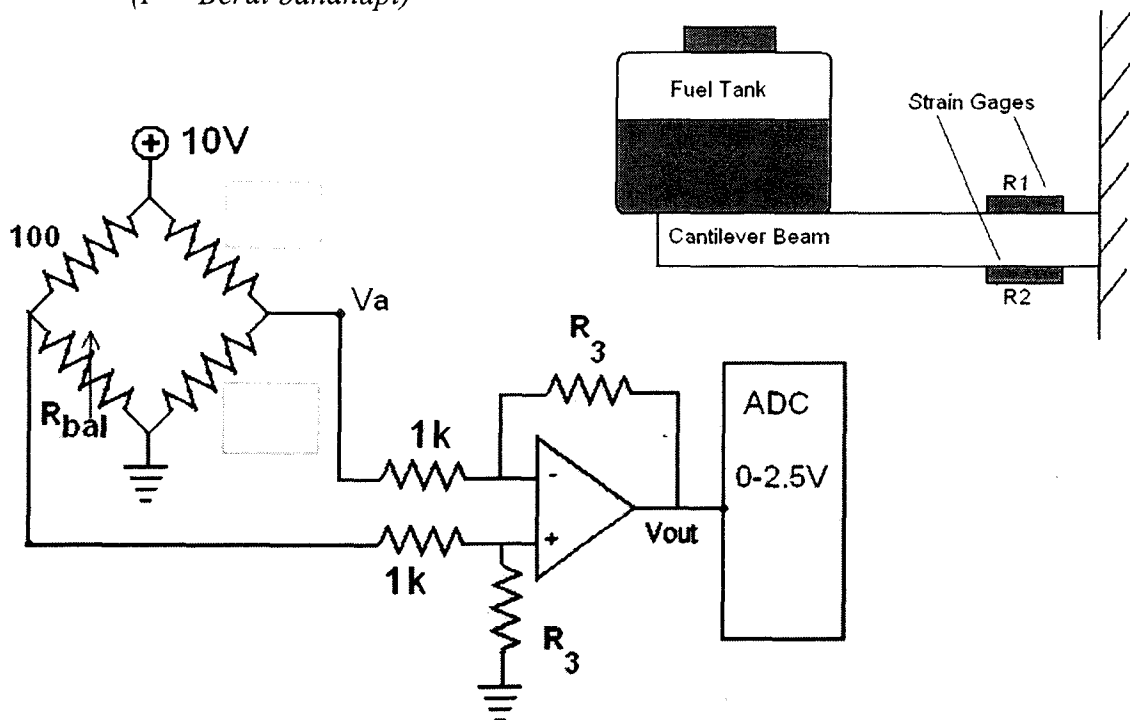 Fuel Tank
Strain Gages
10V
R1
100
Cantilever Beam
R2
Va
R3
Rbal
ADC
1k
0-2.5V
-
+
Vout
1k
R3